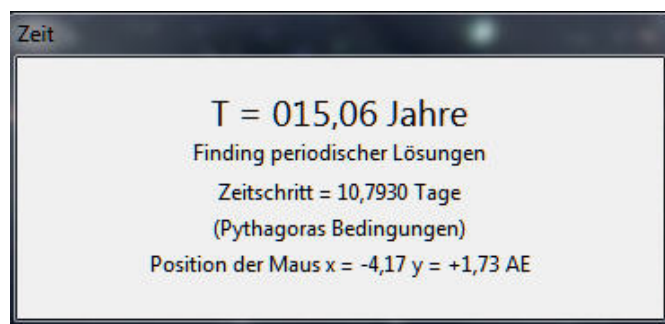 Zeit
T = 015,06 Jahre
Finding periodischer Lösungen
Zeitschritt = 10,7930 Tage
(Pythagoras Bedingungen)
Position der Maus x = -4,17 y = +1,73 AE